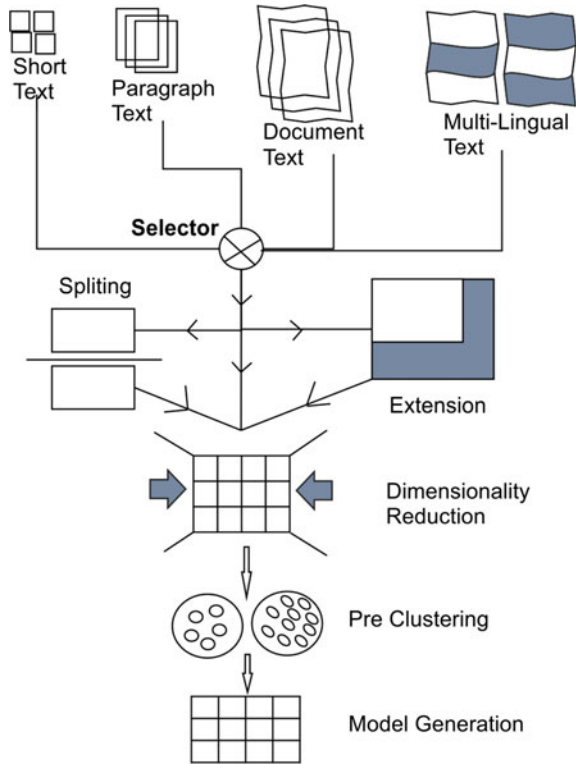 Short
Text
Paragraph
Text
Document
Text
Multi-Lingual
Text
Selector
Spliting
Extension
Dimensionality
Reduction
Pre Clustering
Model Generation